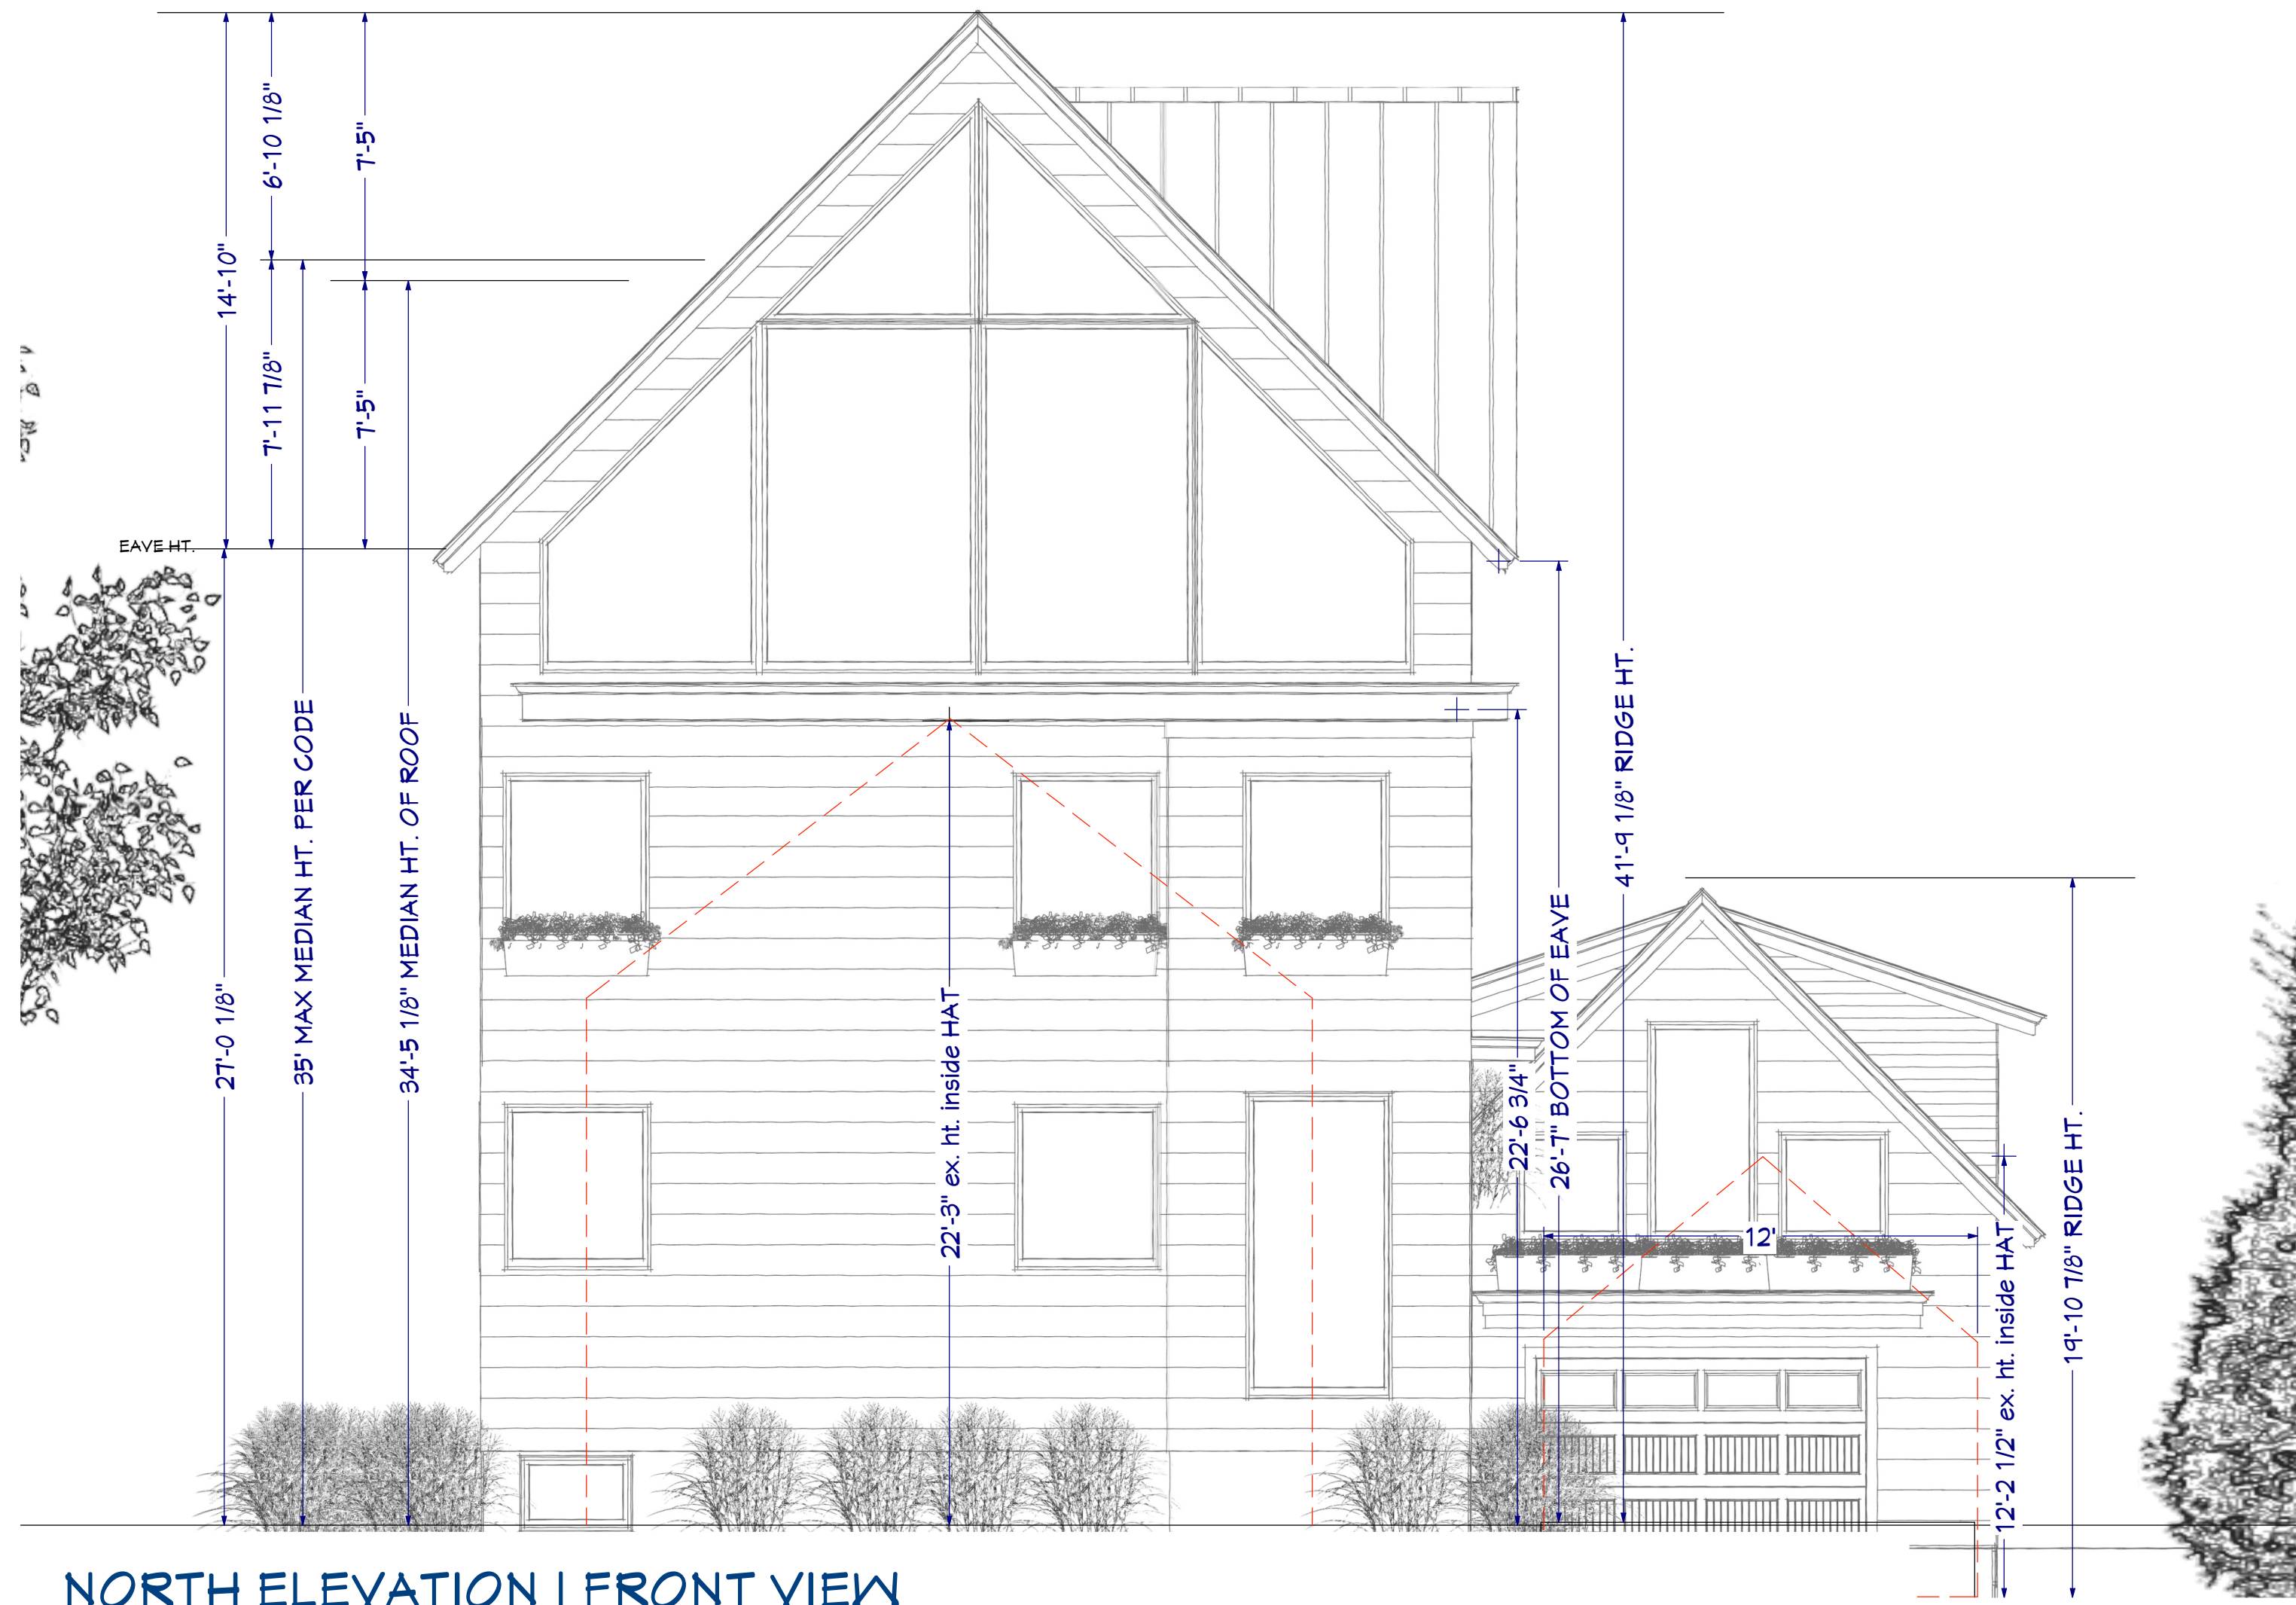 6'-10 1/8"
7'-5"
14'-10"
7'-11 7/8"
7'-5"
EAVE HT.
27'-0 1/8"
35' MAX MEDIAN HT. PER CODE
34'-5 1/8" MEDIAN HT. OF ROOF
22'-3" ex. ht. inside HAT
22'-6 3/4"
26'-7" BOTTOM OF EAVE
41'-9 1/8" RIDGE HT.
12'
12'-2 1/2" ex. ht. inside HAT
19'-10 7/8" RIDGE HT.
NORTH ELEVATION | FRONT VIEW